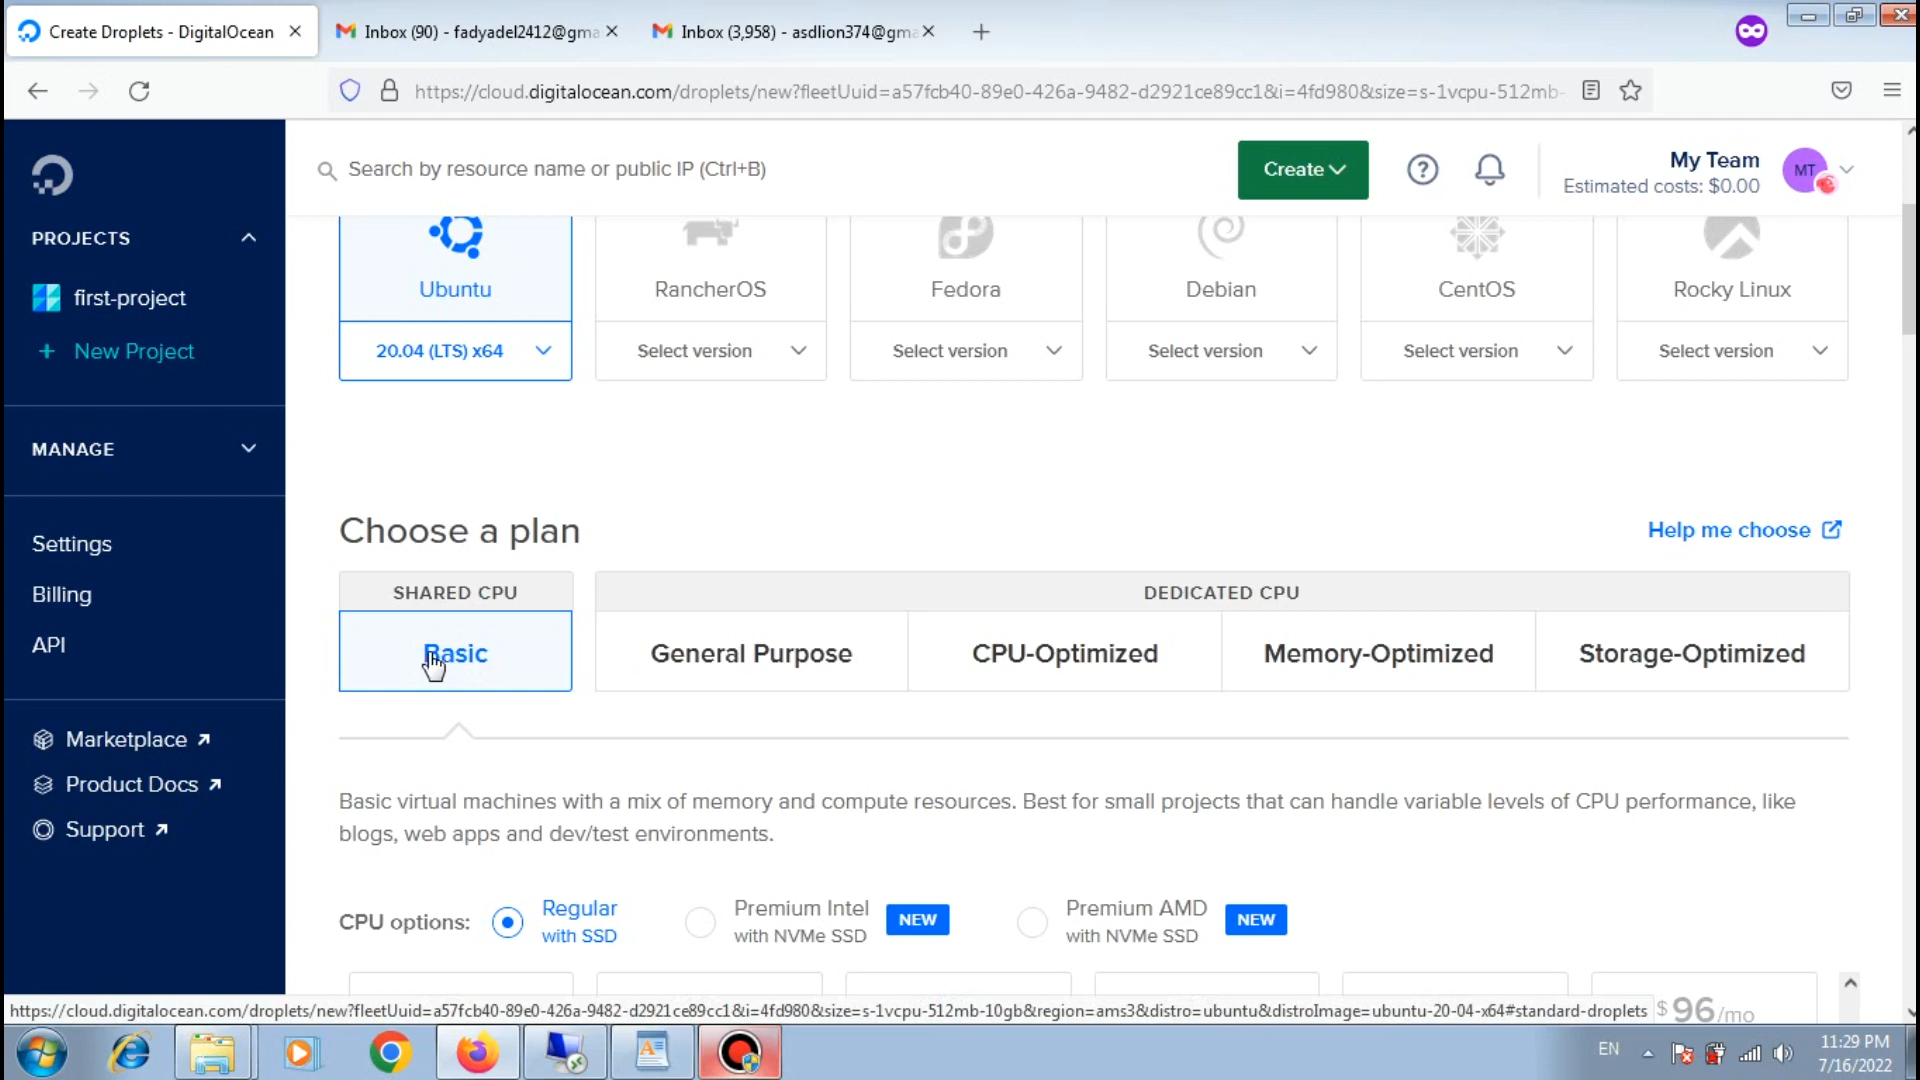 Create Droplets - DigitalOcean
Inbox (90) - fadyadel2412@gma
Inbox (3,958) - asdlion374@gma
https://cloud.digitalocean.com/droplets/new?fleetUuid=a57fcb40-89e0-426a-9482-d2921ce89cc1&i=4fd980&size=s-1vcpu-512mb-
Search by resource name or public IP (Ctrl+B)
Create
?
My Team
Estimated costs: $0.00
MT
PROJECTS
first-project
+ New Project
MANAGE
Settings
Billing
API
Marketplace
Product Docs
Support
Ubuntu
RancherOS
Fedora
Debian
CentOS
Rocky Linux
20.04 (LTS) x64
Select version
Select version
Select version
Select version
Select version
Choose a plan
Help me choose
SHARED CPU
DEDICATED CPU
Basic
General Purpose
CPU-Optimized
Memory-Optimized
Storage-Optimized
Basic virtual machines with a mix of memory and compute resources. Best for small projects that can handle variable levels of CPU performance, like
blogs, web apps and dev/test environments.
CPU options:
Regular
with SSD
Premium Intel
with NVMe SSD
NEW
Premium AMD
with NVMe SSD
NEW
https://cloud.digitalocean.com/droplets/new?fleetUuid=a57fcb40-89e0-426a-9482-d2921ce89cc1&i=4fd980&size=s-1vcpu-512mb-10gb&region=ams3&distro=ubuntu&distroImage=ubuntu-20-04-x64#standard-droplets
$96/mo
EN
11:29 PM
7/16/2022